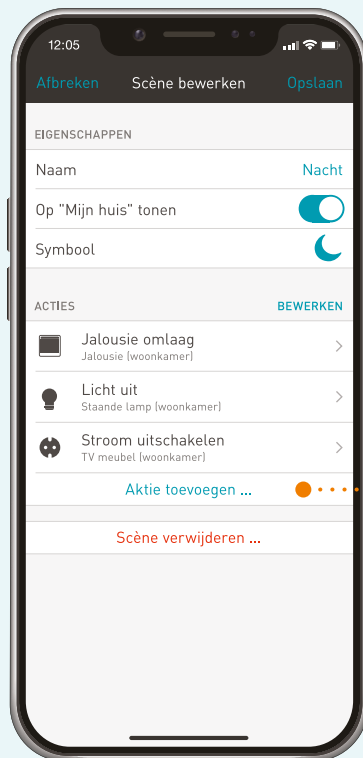 12:05
Afbreken Scène bewerken Opslaan
EIGENSCHAPPEN
Naam Nacht
Op "Mijn huis" tonen
Symbool
ACTIES BEWERKEN
Jalousie omlaag
Jalousie (woonkamer)
Licht uit
Staande lamp (woonkamer)
Stroom uitschakelen
TV meubel (woonkamer)
Aktie toevoegen ...
Scène verwijderen ...